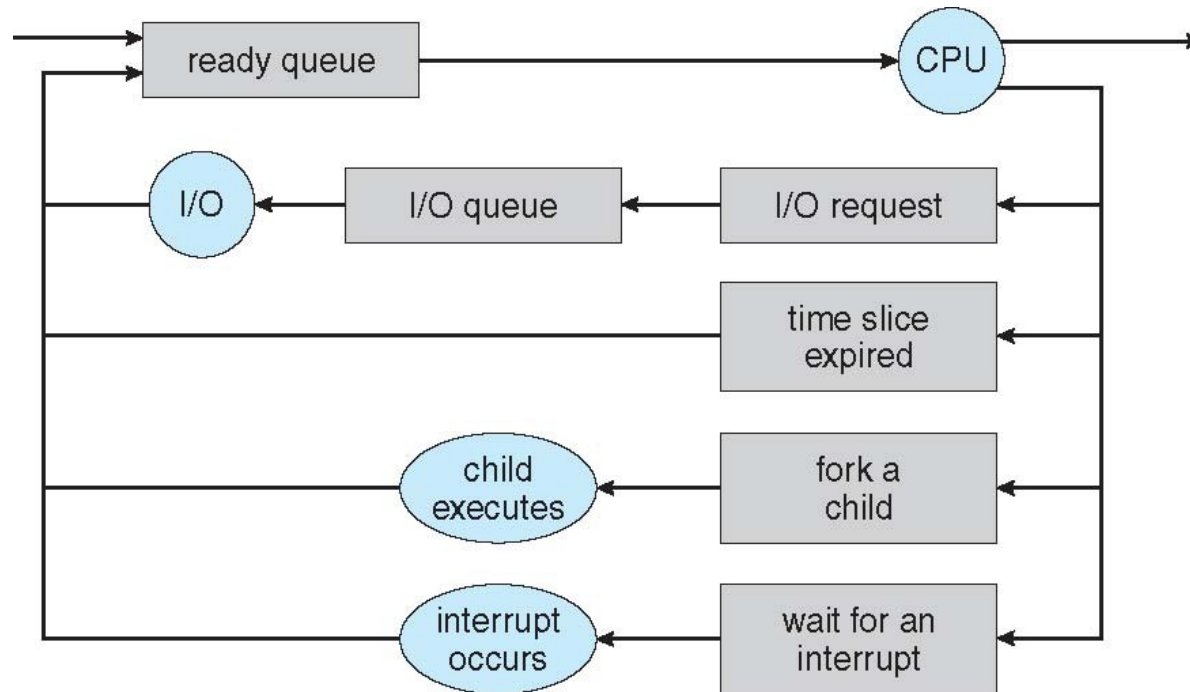 ready queue
CPU
I/O
I/O queue
I/O request
time slice
expired
child
executes
fork a
child
interrupt
occurs
wait for an
interrupt